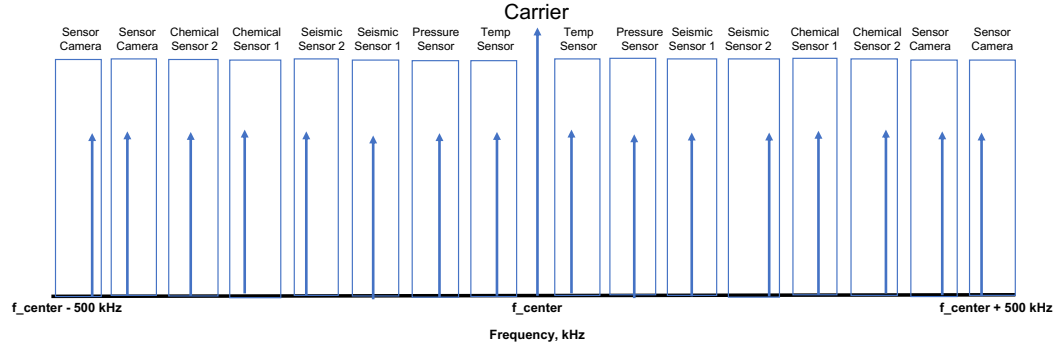 Carrier
Sensor
Camera
Sensor
Camera
Chemical
Sensor 2
Chemical
Sensor 1
Seismic
Sensor 2
Seismic
Sensor 1
Pressure
Sensor
Temp
Sensor
Temp
Sensor
Pressure
Sensor
Seismic
Sensor 1
Seismic
Sensor 2
Chemical
Sensor 1
Chemical
Sensor 2
Sensor
Camera
Sensor
Camera
f_center - 500 kHz
f_center
f_center + 500 kHz
Frequency, kHz